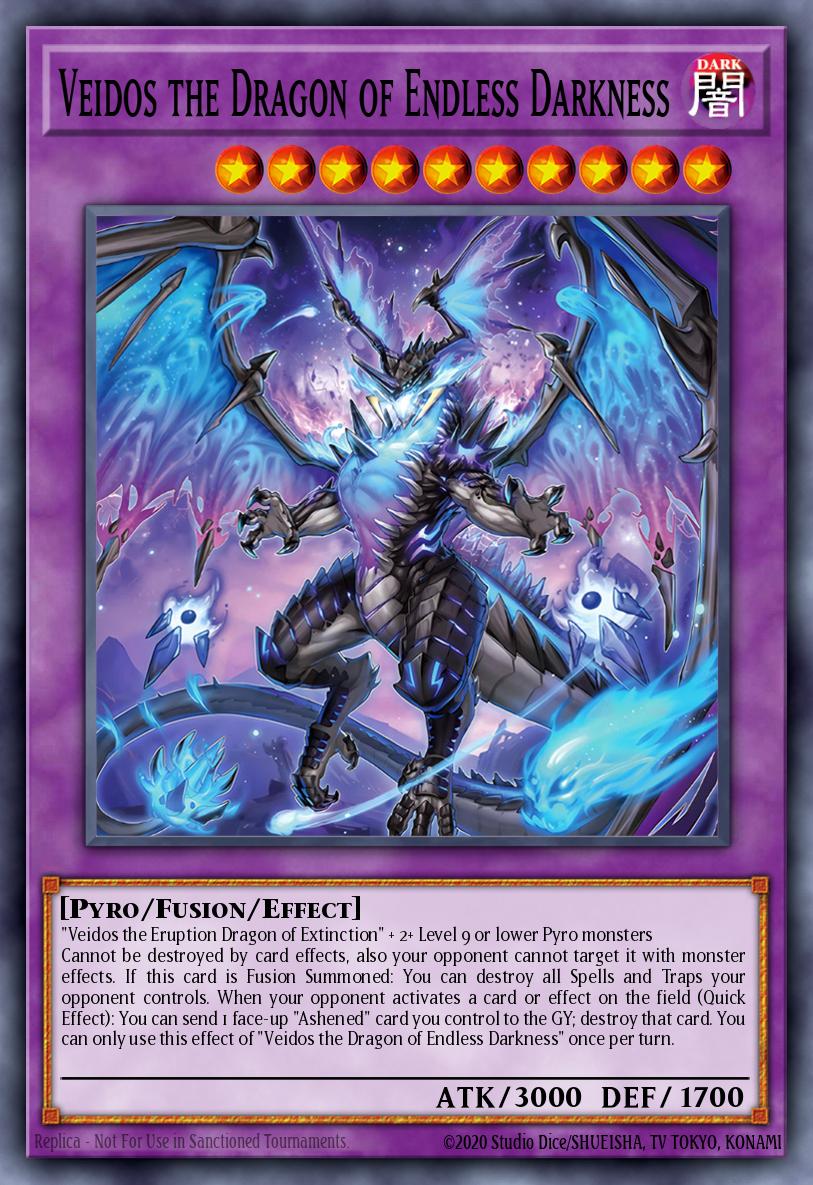 Veidos the Dragon of Endless Darkness
DARK
闇
[Pyro/Fusion/Effect]
"Veidos the Eruption Dragon of Extinction" + 2+ Level 9 or lower Pyro monsters
Cannot be destroyed by card effects, also your opponent cannot target it with monster
effects. If this card is Fusion Summoned: You can destroy all Spells and Traps your
opponent controls. When your opponent activates a card or effect on the field (Quick
Effect): You can send 1 face-up "Ashened" card you control to the GY; destroy that card. You
can only use this effect of "Veidos the Dragon of Endless Darkness" once per turn.
ATK/3000 DEF/1700
Replica - Not For Use in Sanctioned Tournaments.
©2020 Studio Dice/SHUEISHA, TV TOKYO, KONAMI